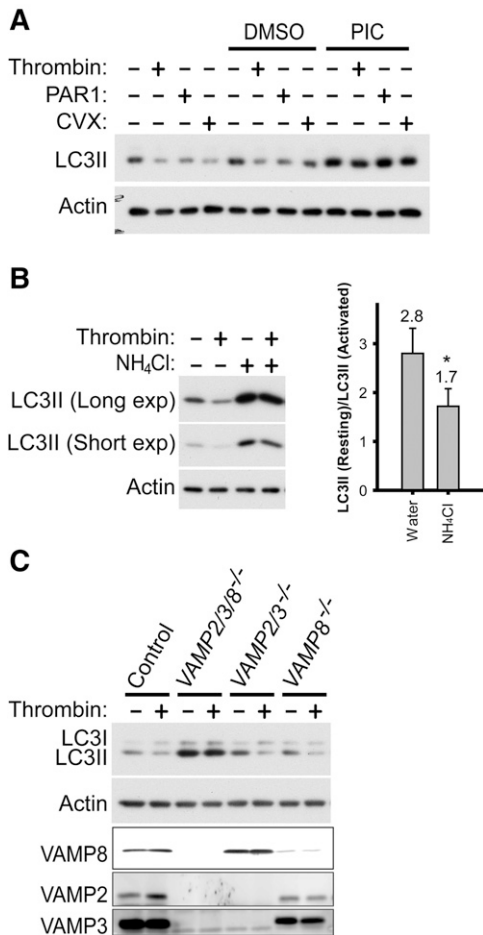 A
DMSO PIC
Thrombin: – + – – – + – – – + – –
PAR1: – – + – – – + – – – + –
CVX – – – + – – – + – – – +
LC3II
Actin
B
Thrombin: – + – +
NH₄Cl: – – + +
LC3II (Long exp)
LC3II (Short exp)
Actin
LC3II (Resting)/LC3II (Activated)
3
2
1
0
2.8
*
1.7
Water
NH₄Cl
C
Control VAMP2/3/8⁻/⁻ VAMP2/3⁻/⁻ VAMP8⁻/⁻
Thrombin: – + – + – + – +
LC3I
LC3II
Actin
VAMP8
VAMP2
VAMP3